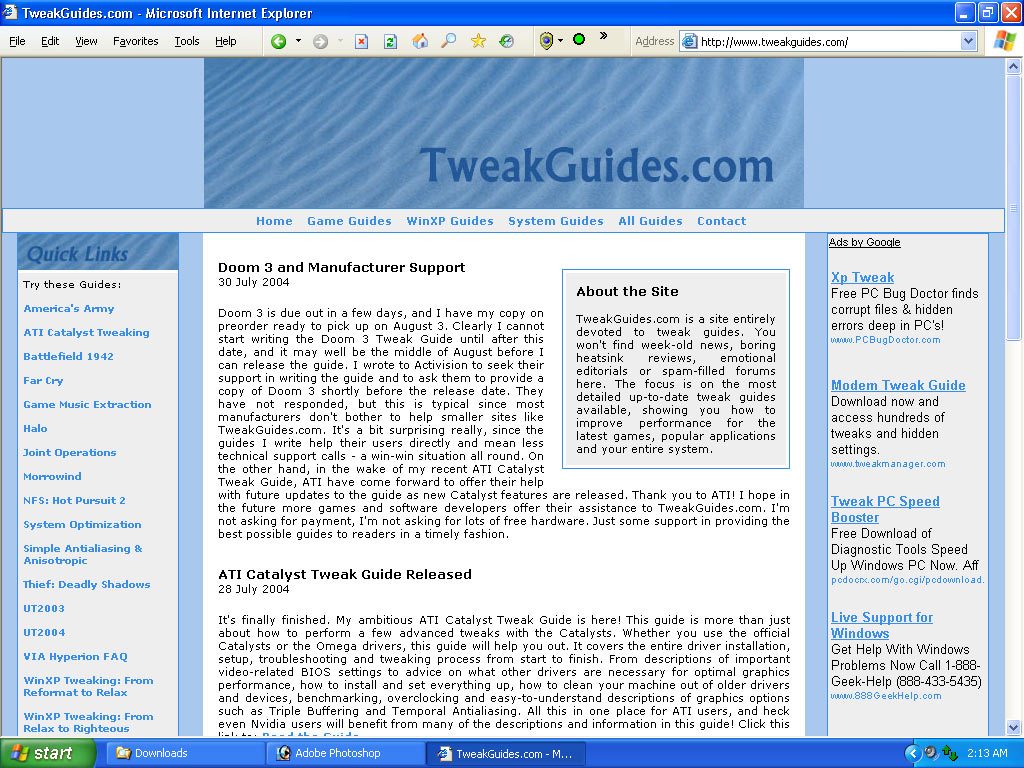 TweakGuides.com - Microsoft Internet Explorer
File Edit View Favorites Tools Help
»
Address http://www.tweakguides.com/
TweakGuides.com
Home Game Guides WinXP Guides System Guides All Guides Contact
Quick Links
Try these Guides:
America's Army
ATI Catalyst Tweaking
Battlefield 1942
Far Cry
Game Music Extraction
Halo
Joint Operations
Morrowind
NFS: Hot Pursuit 2
System Optimization
Simple Antialiasing &
Anisotropic
Thief: Deadly Shadows
UT2003
UT2004
VIA Hyperion FAQ
WinXP Tweaking: From
Reformat to Relax
WinXP Tweaking: From
Relax to Righteous
Doom 3 and Manufacturer Support
30 July 2004
Doom 3 is due out in a few days, and I have my copy on
preorder ready to pick up on August 3. Clearly I cannot
start writing the Doom 3 Tweak Guide until after this
date, and it may well be the middle of August before I
can release the guide. I wrote to Activision to seek their
support in writing the guide and to ask them to provide a
copy of Doom 3 shortly before the release date. They
have not responded, but this is typical since most
manufacturers don't bother to help smaller sites like
TweakGuides.com. It's a bit surprising really, since the
guides I write help their users directly and mean less
technical support calls - a win-win situation all round. On
the other hand, in the wake of my recent ATI Catalyst
Tweak Guide, ATI have come forward to offer their help
with future updates to the guide as new Catalyst features are released. Thank you to ATI! I hope in
the future more games and software developers offer their assistance to TweakGuides.com. I'm
not asking for payment, I'm not asking for lots of free hardware. Just some support in providing the
best possible guides to readers in a timely fashion.
About the Site
TweakGuides.com is a site entirely
devoted to tweak guides. You
won't find week-old news, boring
heatsink reviews, emotional
editorials or spam-filled forums
here. The focus is on the most
detailed up-to-date tweak guides
available, showing you how to
improve performance for the
latest games, popular applications
and your entire system.
ATI Catalyst Tweak Guide Released
28 July 2004
It's finally finished. My ambitious ATI Catalyst Tweak Guide is here! This guide is more than just
about how to perform a few advanced tweaks with the Catalysts. Whether you use the official
Catalysts or the Omega drivers, this guide will help you out. It covers the entire driver installation,
setup, troubleshooting and tweaking process from start to finish. From descriptions of important
video-related BIOS settings to advice on what other drivers are necessary for optimal graphics
performance, how to install and set everything up, how to clean your machine out of older drivers
and devices, benchmarking, overclocking and easy-to-understand descriptions of graphics options
such as Triple Buffering and Temporal Antialiasing. All this in one place for ATI users, and heck
even Nvidia users will benefit from many of the descriptions and information in this guide! Click this
link to: Read the Guide
Ads by Google
Xp Tweak
Free PC Bug Doctor finds
corrupt files & hidden
errors deep in PC's!
www.PCBugDoctor.com
Modem Tweak Guide
Download now and
access hundreds of
tweaks and hidden
settings.
www.tweakmanager.com
Tweak PC Speed
Booster
Free Download of
Diagnostic Tools Speed
Up Windows PC Now. Aff
pcdocrx.com/go.cgi/pcdownload.
Live Support for
Windows
Get Help With Windows
Problems Now Call 1-888-
Geek-Help (888-433-5435)
www.888GeekHelp.com
start Downloads Adobe Photoshop TweakGuides.com - M... 2:13 AM